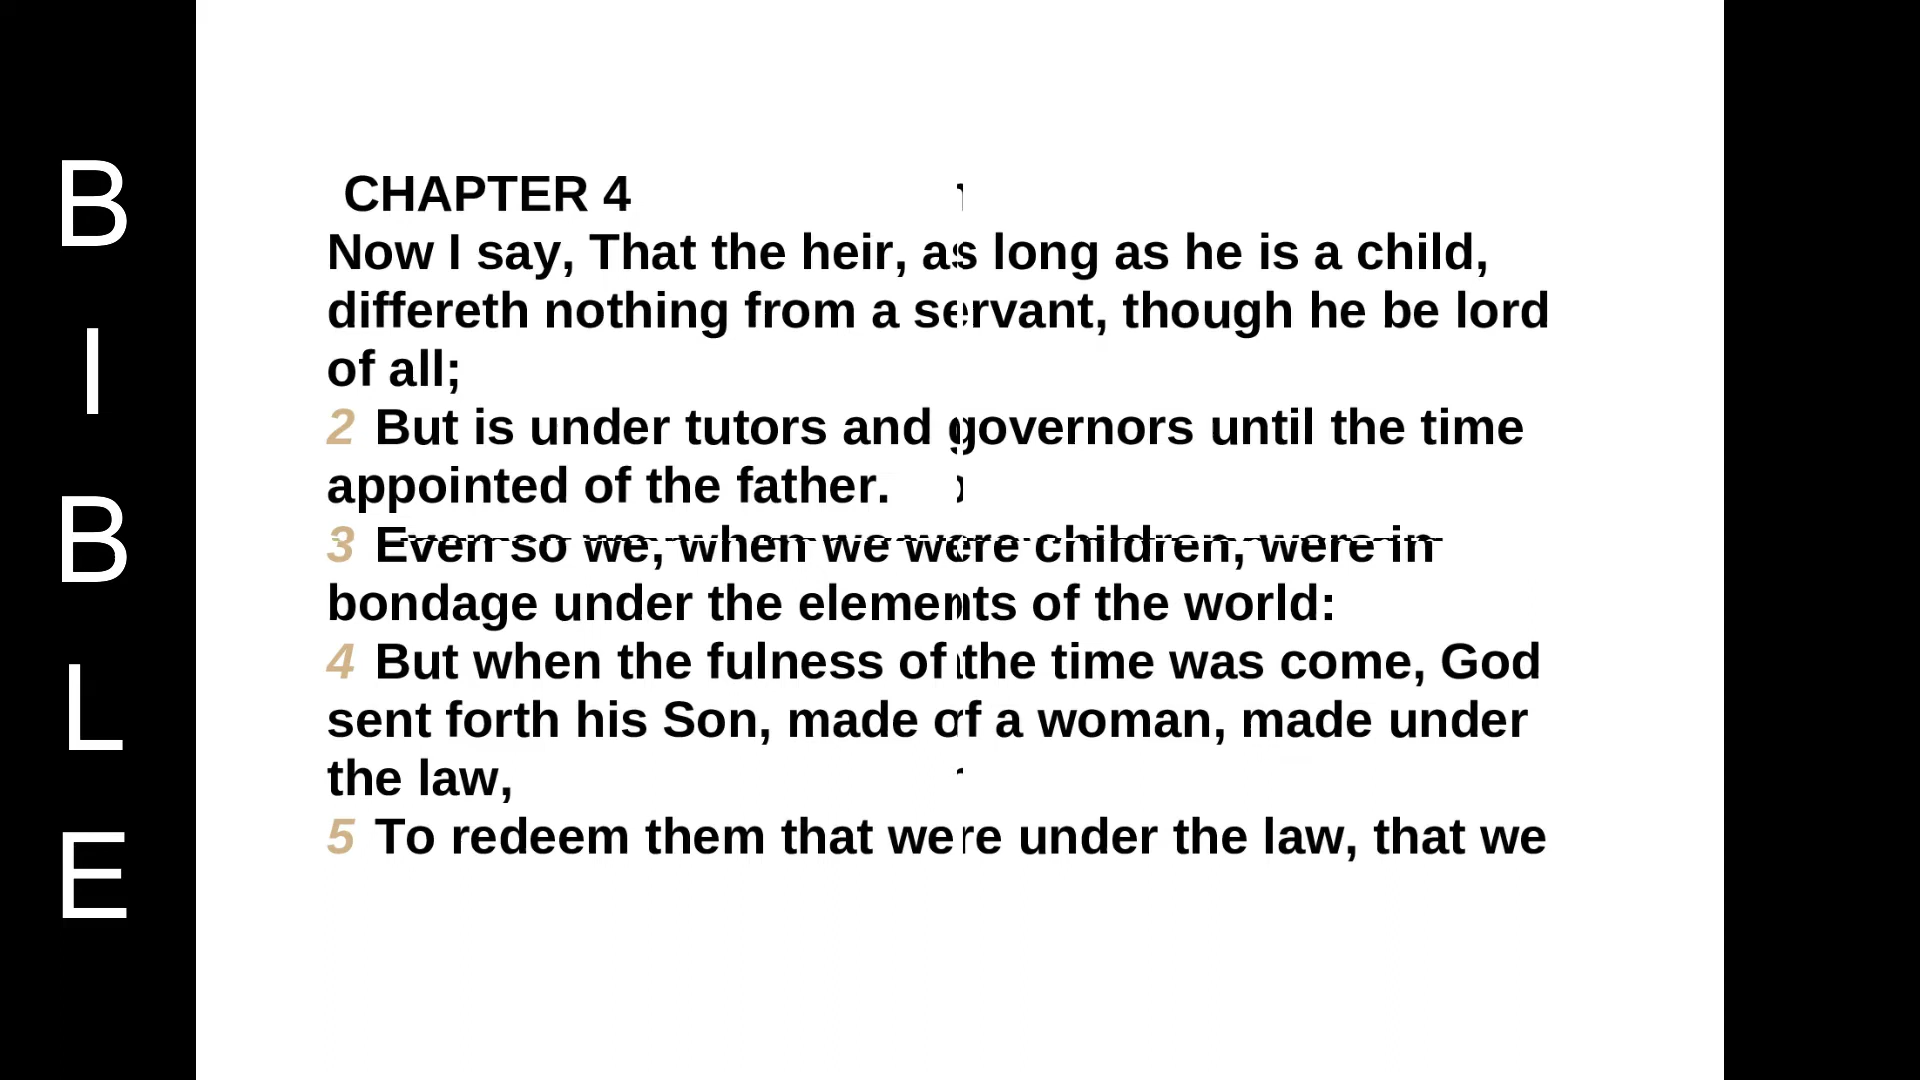 BIBLE
CHAPTER 4
Now I say, That the heir, as long as he is a child,
differeth nothing from a servant, though he be lord
of all;
2 But is under tutors and governors until the time
appointed of the father.
3 Even so we, when we were children, were in
bondage under the elements of the world:
4 But when the fulness of the time was come, God
sent forth his Son, made of a woman, made under
the law,
5 To redeem them that were under the law, that we